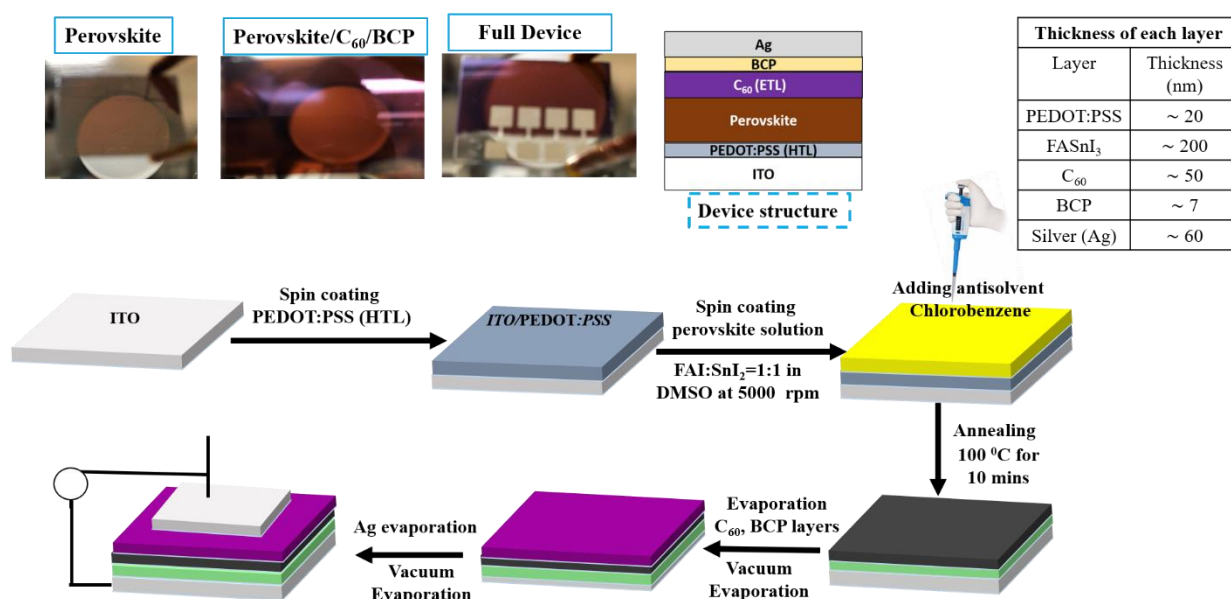 Perovskite
Perovskite/C₆₀/BCP
Full Device
Ag
BCP
C₆₀ (ETL)
Perovskite
PEDOT:PSS (HTL)
ITO
Device structure
Thickness of each layer
Layer Thickness
(nm)
PEDOT:PSS ~ 20
FASnI₃ ~ 200
C₆₀ ~ 50
BCP ~ 7
Silver (Ag) ~ 60
ITO
Spin coating
PEDOT:PSS (HTL)
ITO/PEDOT:PSS
Spin coating
perovskite solution
FAI:SnI₂=1:1 in
DMSO at 5000 rpm
Adding antisolvent
Chlorobenzene
Annealing
100 ⁰C for
10 mins
Evaporation
C₆₀, BCP layers
Vacuum
Evaporation
Ag evaporation
Vacuum
Evaporation